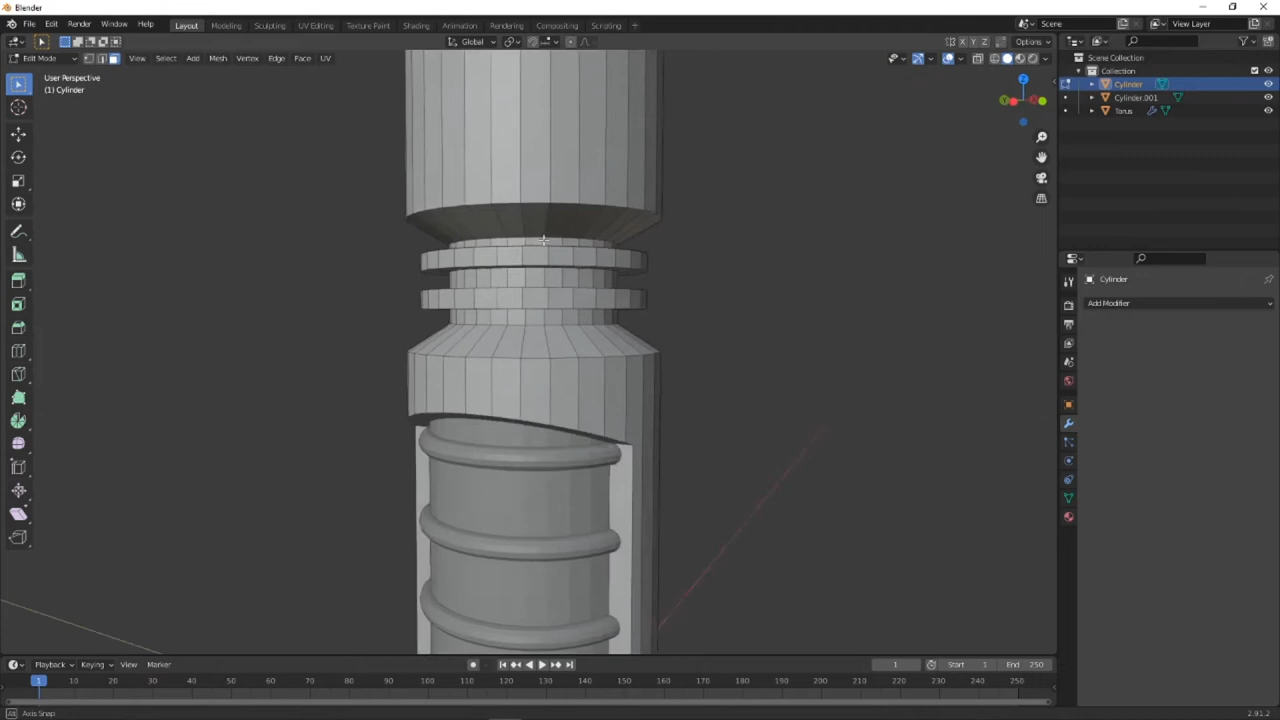 Blender
File Edit Render Window Help Layout Modeling Sculpting UV Editing Texture Paint Shading Animation Rendering Compositing Scripting + Scene View Layer
Global X Y Z Options
Edit Mode View Select Add Mesh Vertex Edge Face UV
User Perspective
(1) Cylinder
Scene Collection
Collection
Cylinder
Cylinder.001
Torus
Cylinder
Add Modifier
Playback Keying View Marker 1 Start 1 End 250
1 10 20 30 40 50 60 70 80 90 100 110 120 130 140 150 160 170 180 190 200 210 220 230 240 250
Axis Snap 2.91.2